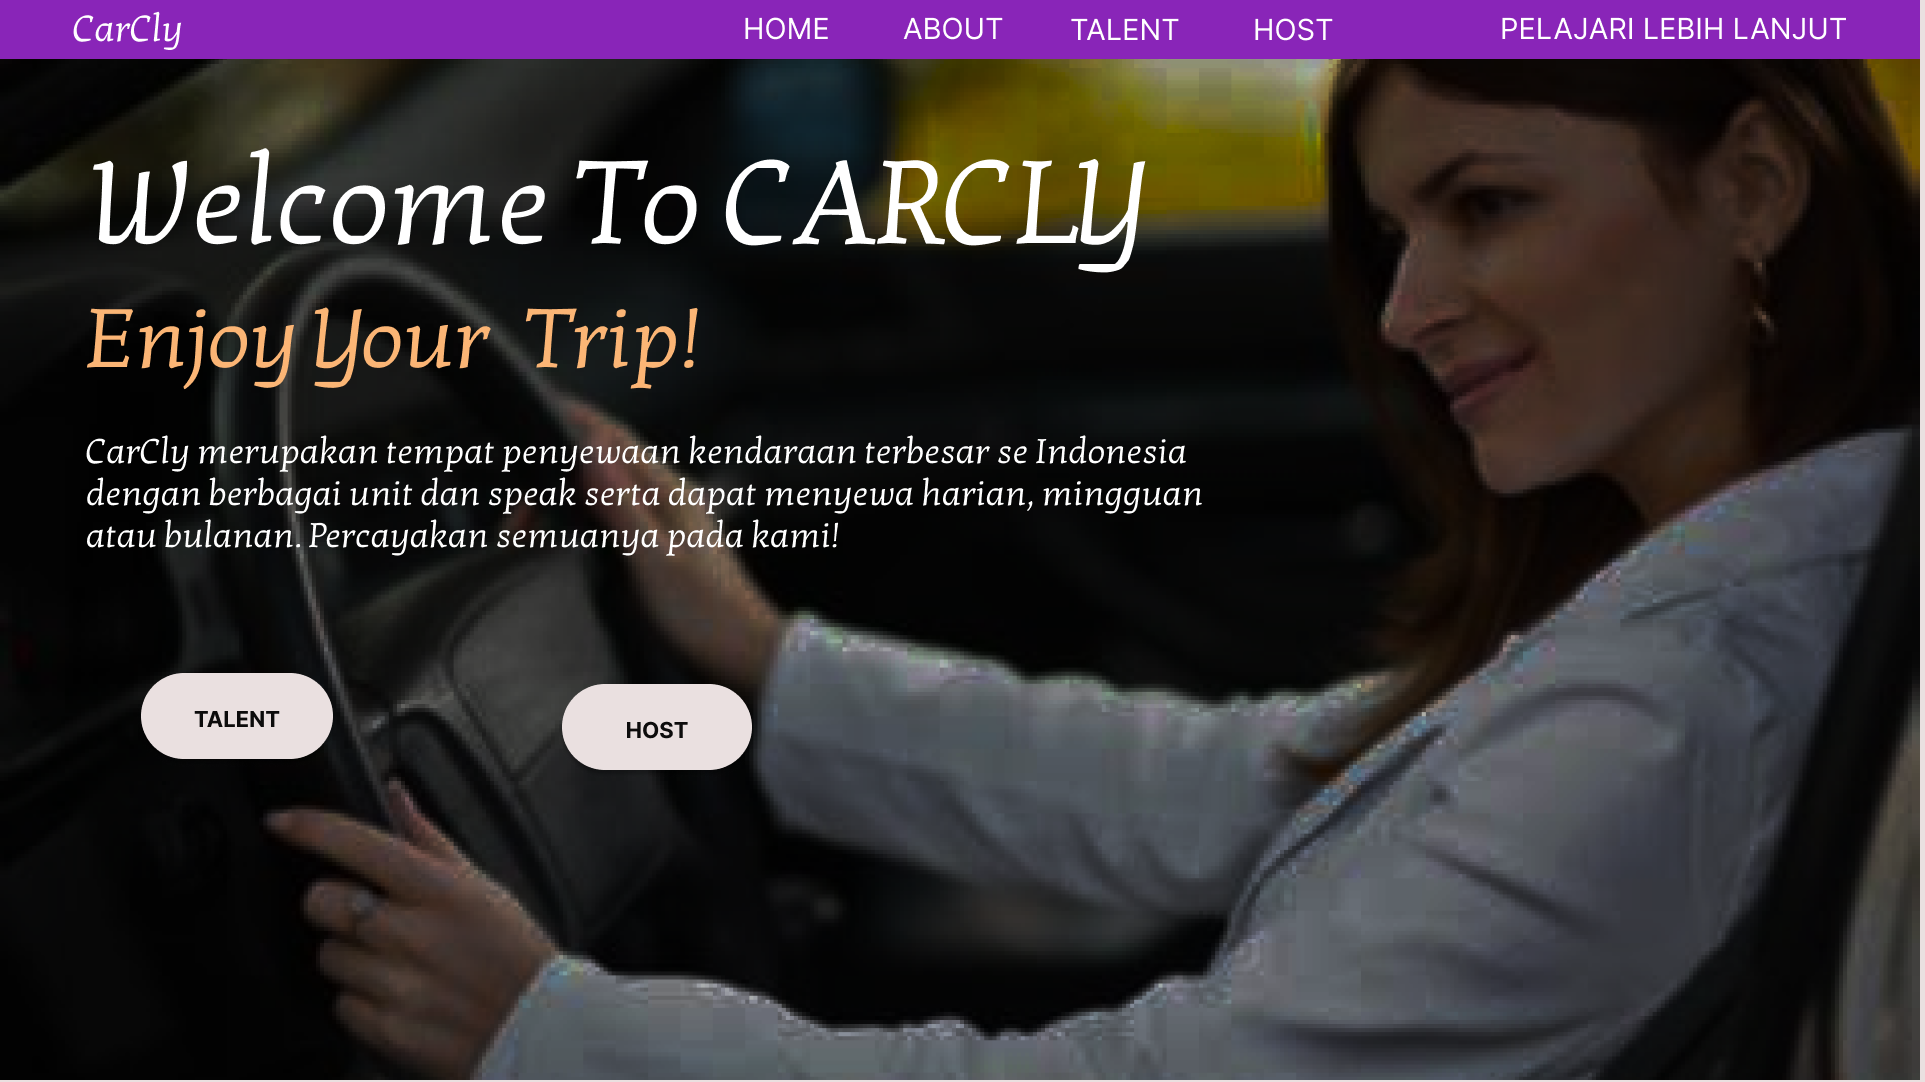 CarCly
HOME ABOUT TALENT HOST PELAJARI LEBIH LANJUT
Welcome To CARCLY
Enjoy Your Trip!
CarCly merupakan tempat penyewaan kendaraan terbesar se Indonesia
dengan berbagai unit dan speak serta dapat menyewa harian, mingguan
atau bulanan. Percayakan semuanya pada kami!
TALENT
HOST